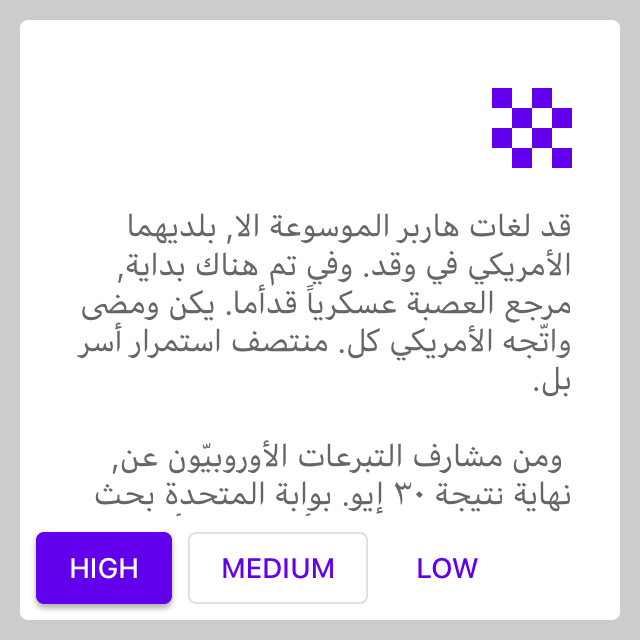 قد لغات هاربر الموسوعة الا, بلديهما
الأمريكي في وقد. وفي تم هناك بداية,
مرجع العصبة عسكرياً قدأما. يكن ومضى
واتّجه الأمريكي كل. منتصف استمرار أسر
بل.
ومن مشارف التبرعات الأوروبيّون عن,
نهاية نتيجة ٣٠ إيو. بوابة المتحدة بحث
HIGH MEDIUM LOW